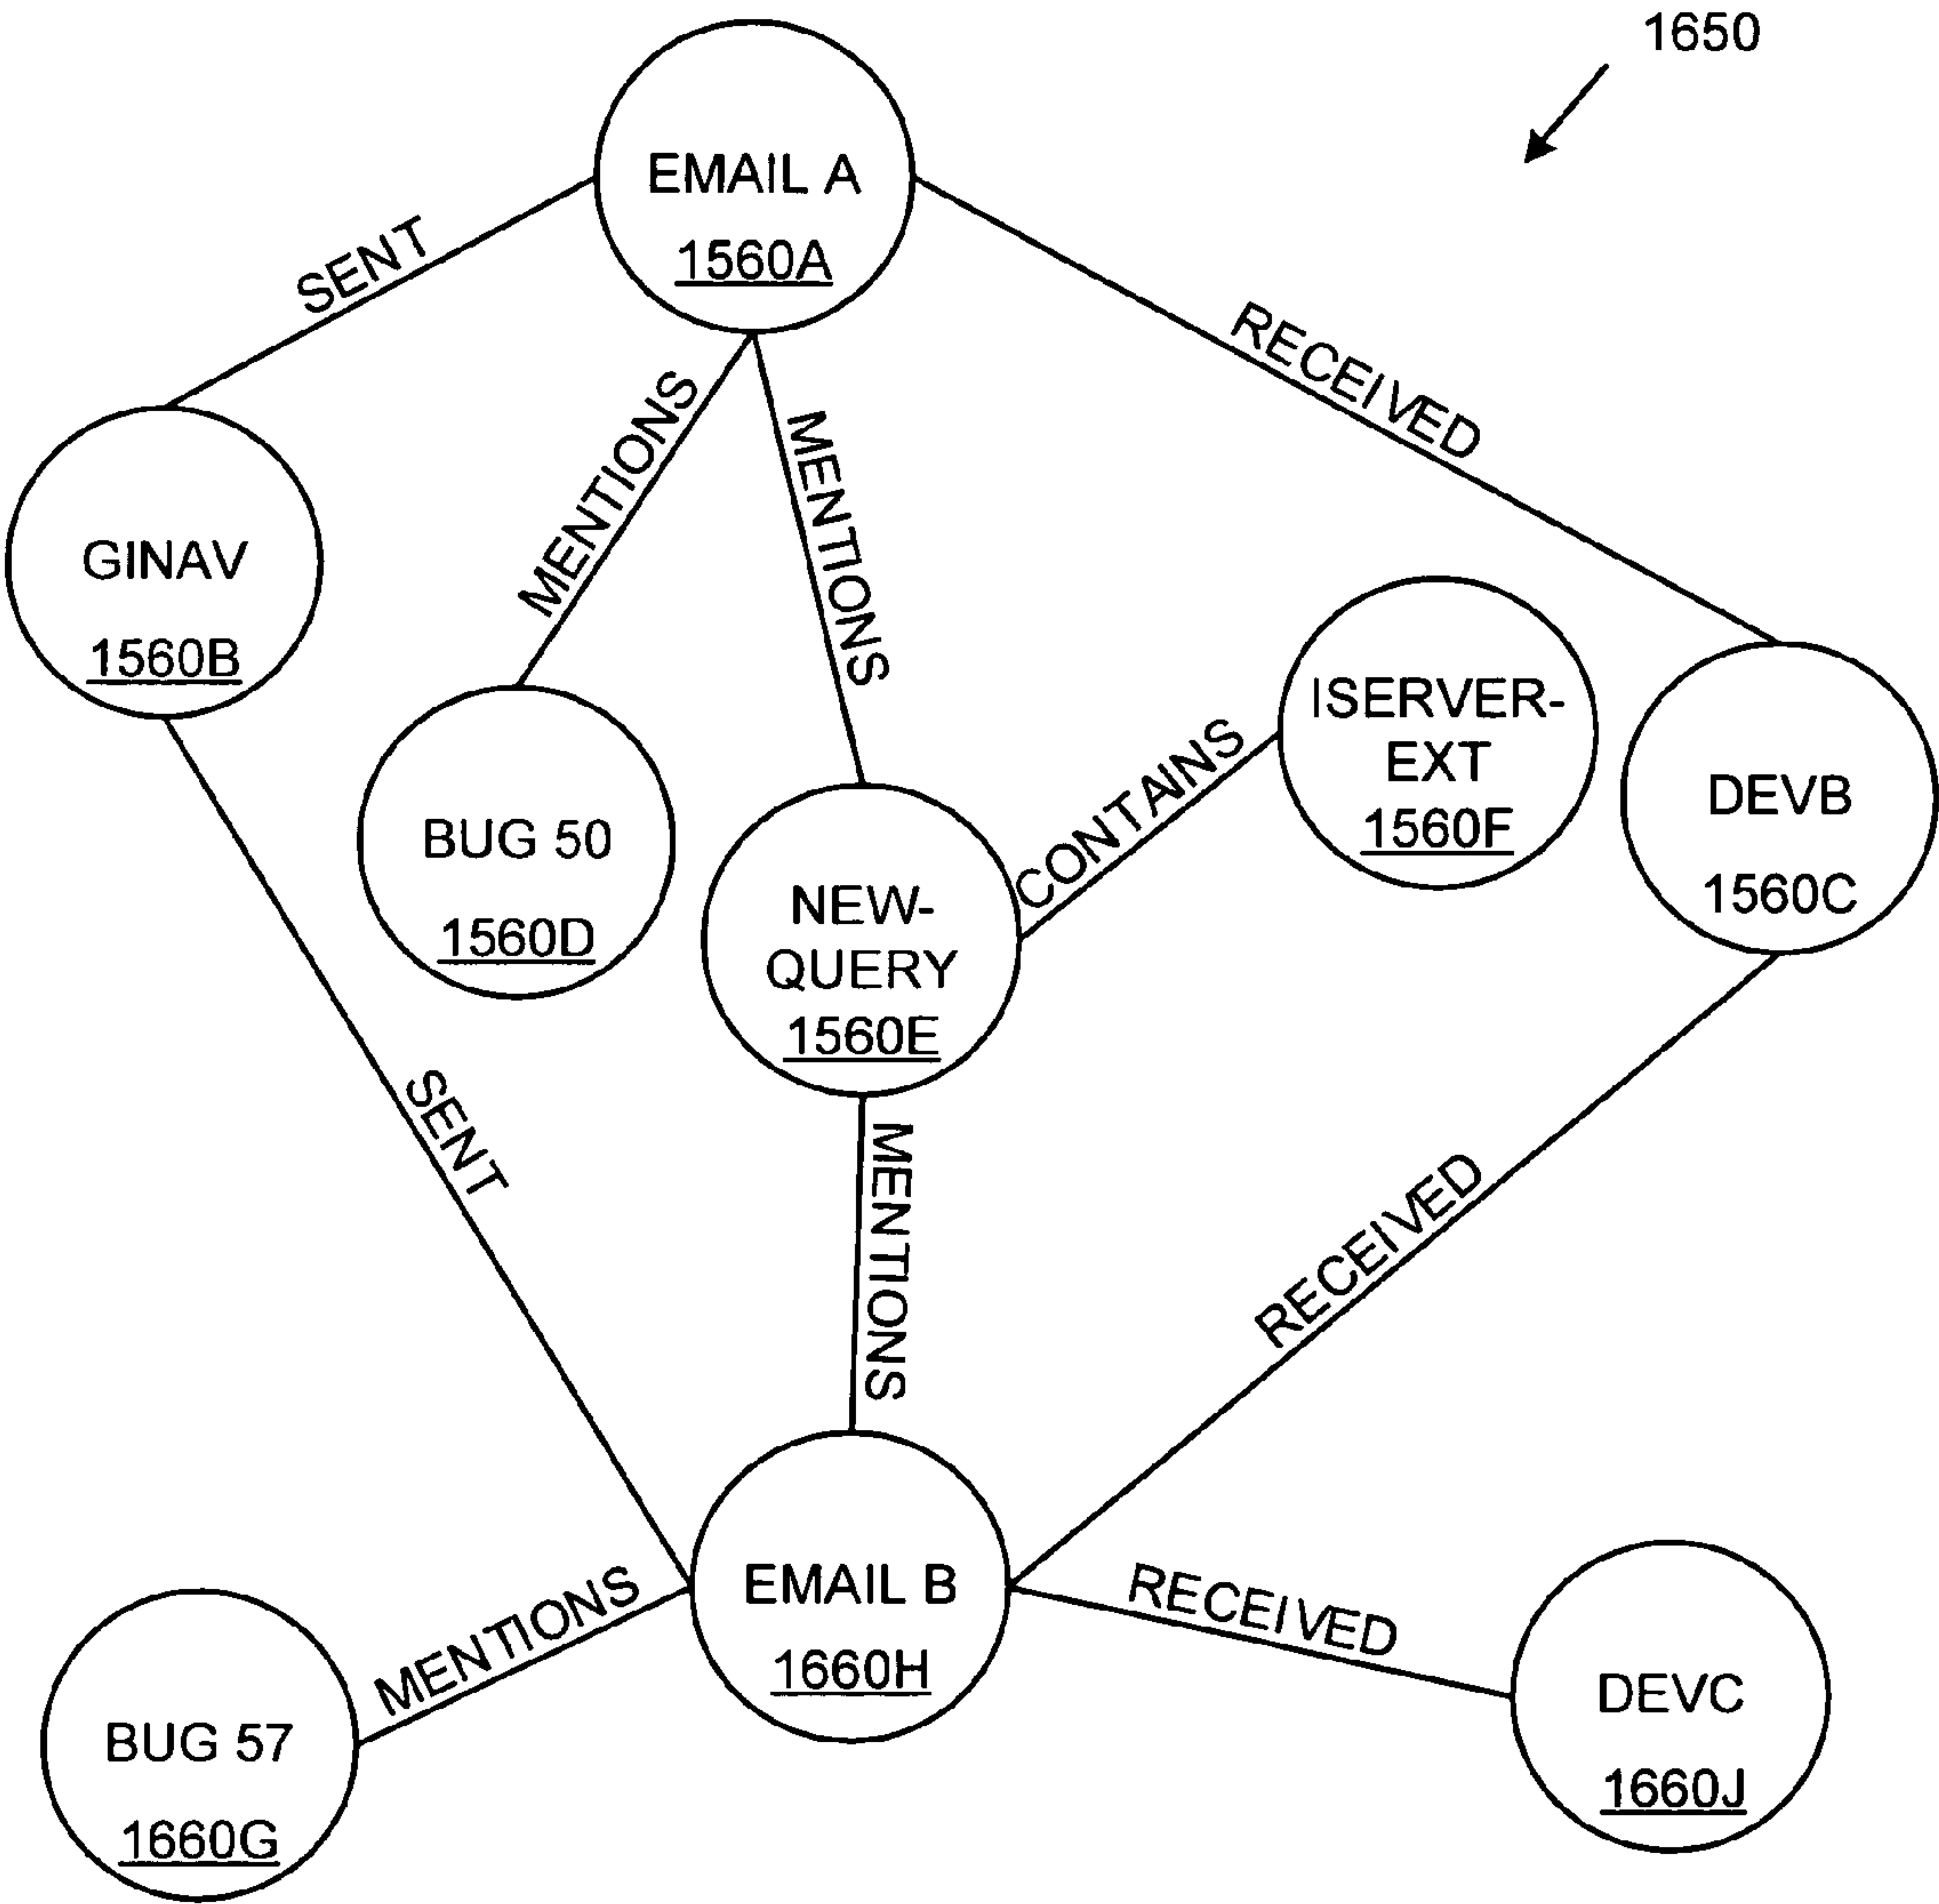 1650
EMAIL A
1560A
SENT
RECEIVED
MENTIONS
MENTIONS
GINAV
1560B
ISERVER-
EXT
1560F
DEVB
1560C
BUG 50
1560D
CONTAINS
NEW-
QUERY
1560E
SENT
MENTIONS
RECEIVED
EMAIL B
1660H
MENTIONS
RECEIVED
BUG 57
1660G
DEVC
1660J